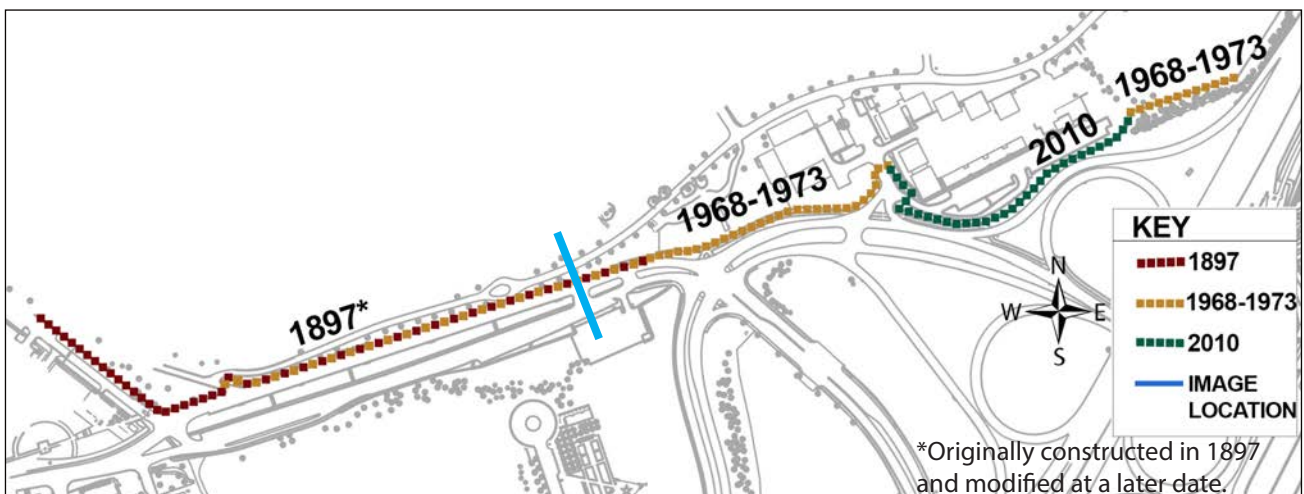 1968-1973
2010
1968-1973
1897*
KEY
1897
1968-1973
2010
IMAGE
LOCATION
N
W
E
S
*Originally constructed in 1897
and modified at a later date.